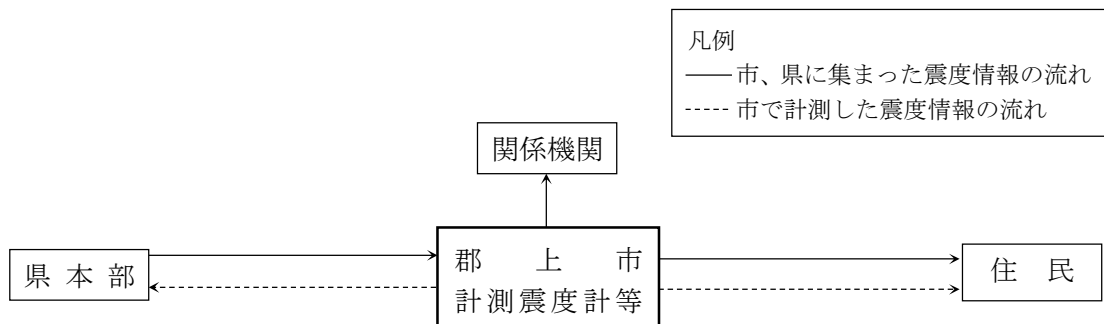 凡例
市、県に集まった震度情報の流れ
市で計測した震度情報の流れ
関係機関
県本部
郡上市
計測震度計等
住民